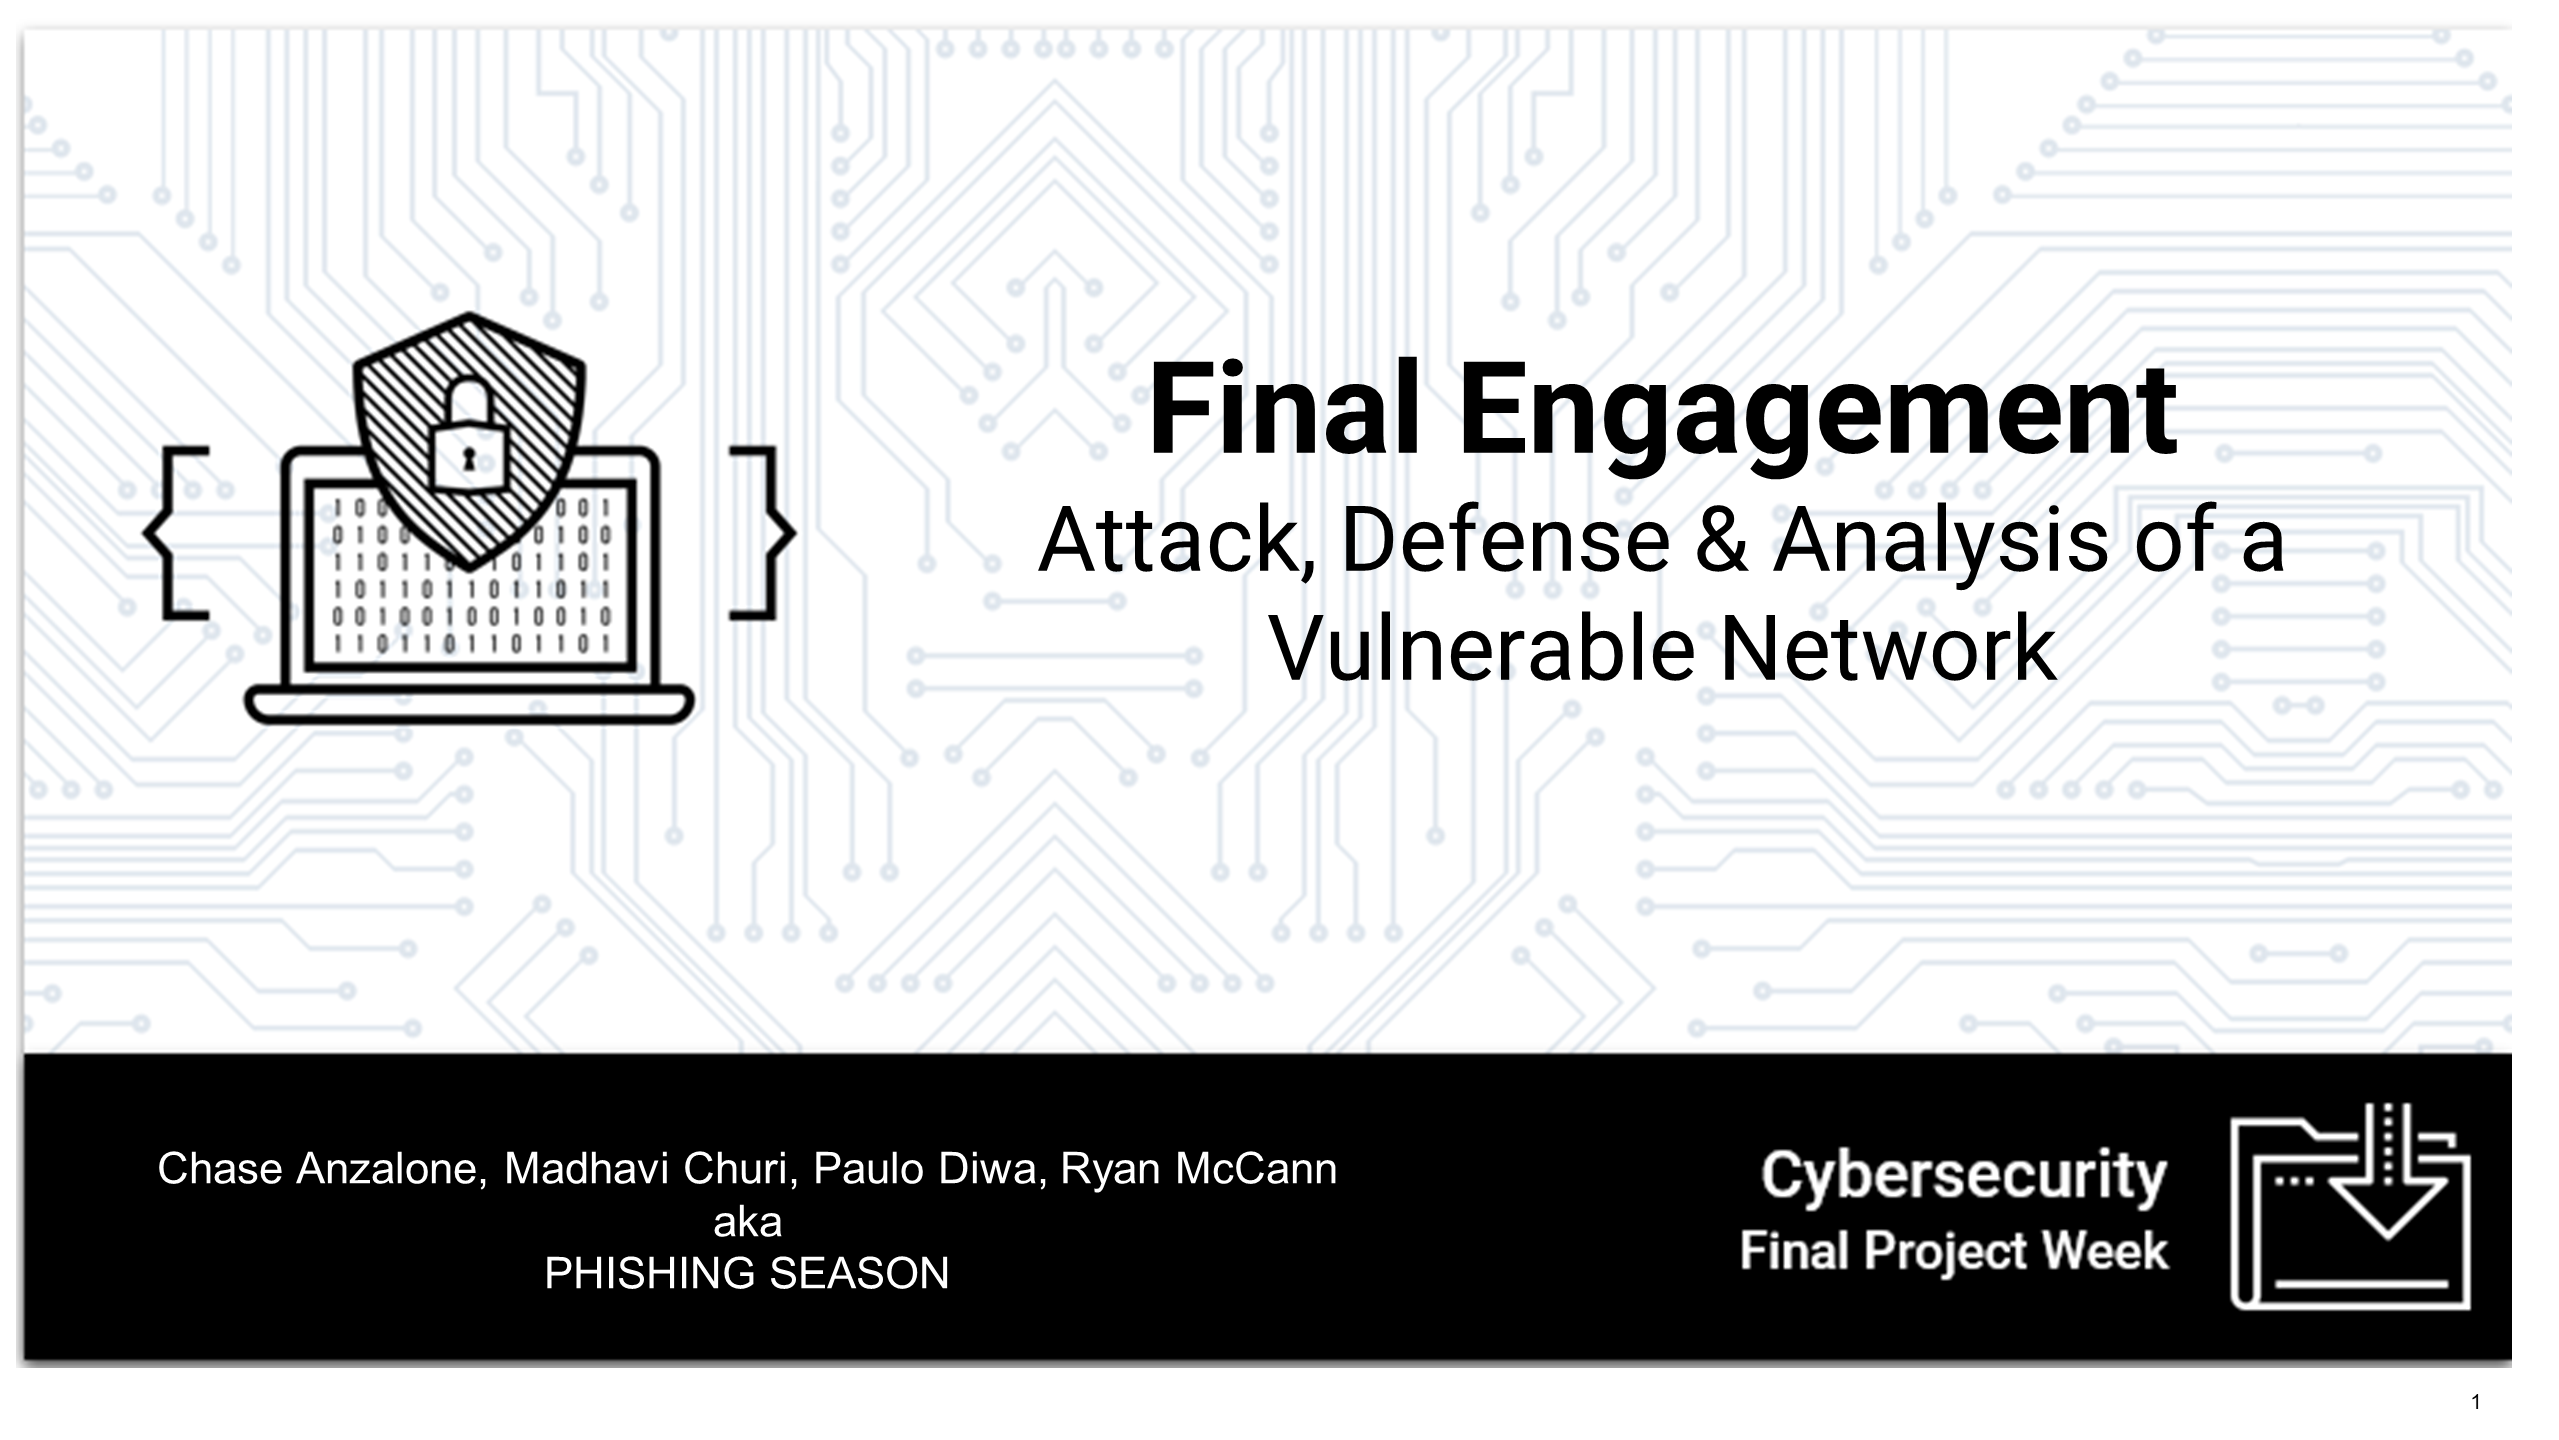 Final Engagement
Attack, Defense & Analysis of a
Vulnerable Network
Chase Anzalone, Madhavi Churi, Paulo Diwa, Ryan McCann
aka
PHISHING SEASON
Cybersecurity
Final Project Week
1